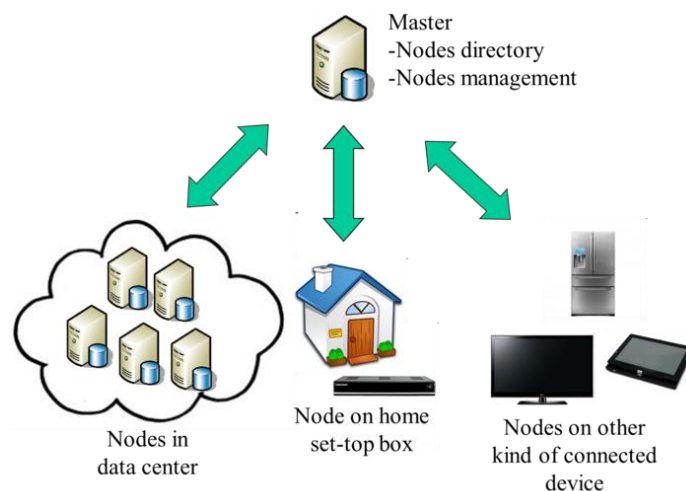 Master
-Nodes directory
-Nodes management
Nodes in
data center
Node on home
set-top box
Nodes on other
kind of connected
device